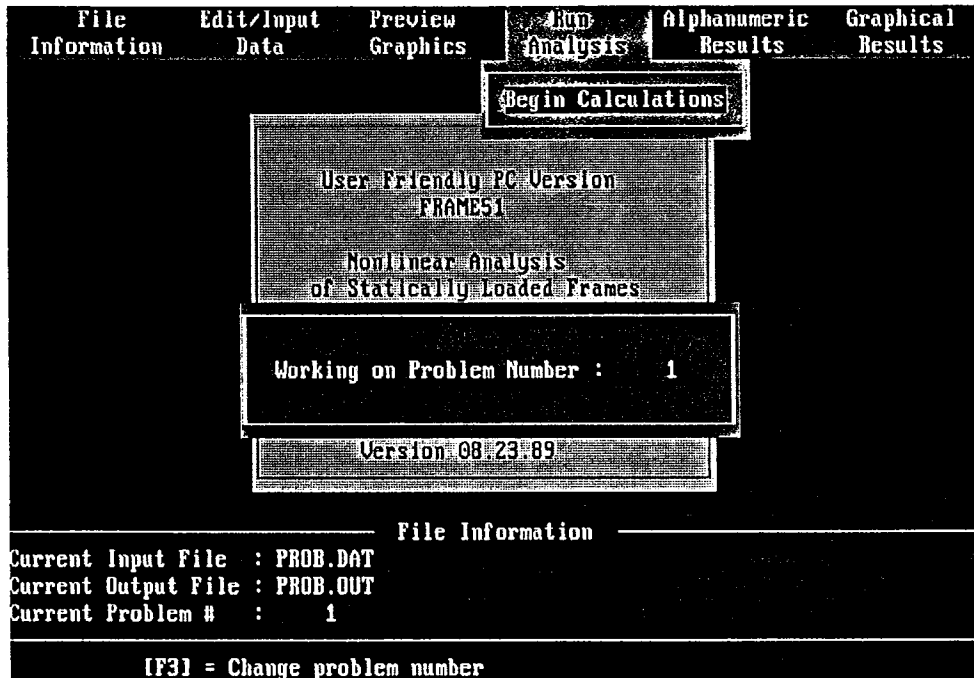 File Edit/Input Preview Run Alphanumeric Graphical
Information Data Graphics Analysis Results Results
Begin Calculations
User Friendly PC Version
FRAME51
Nonlinear Analysis
of Statically Loaded Frames
Working on Problem Number : 1
Version 08.23.89
File Information
Current Input File : PROB.DAT
Current Output File : PROB.OUT
Current Problem # : 1
[F3] = Change problem number